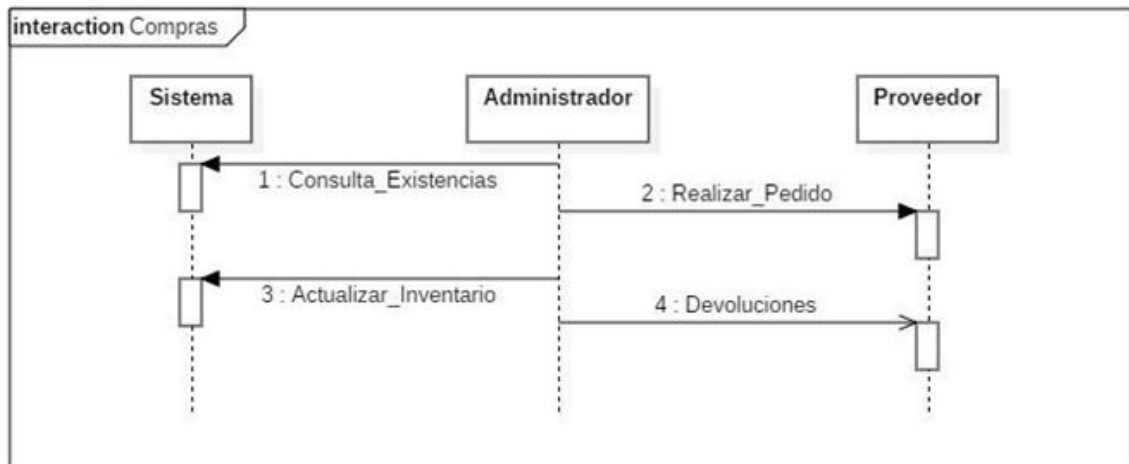 interaction Compras
Sistema
Administrador
Proveedor
1 : Consulta_Existencias
2 : Realizar_Pedido
3 : Actualizar_Inventario
4 : Devoluciones